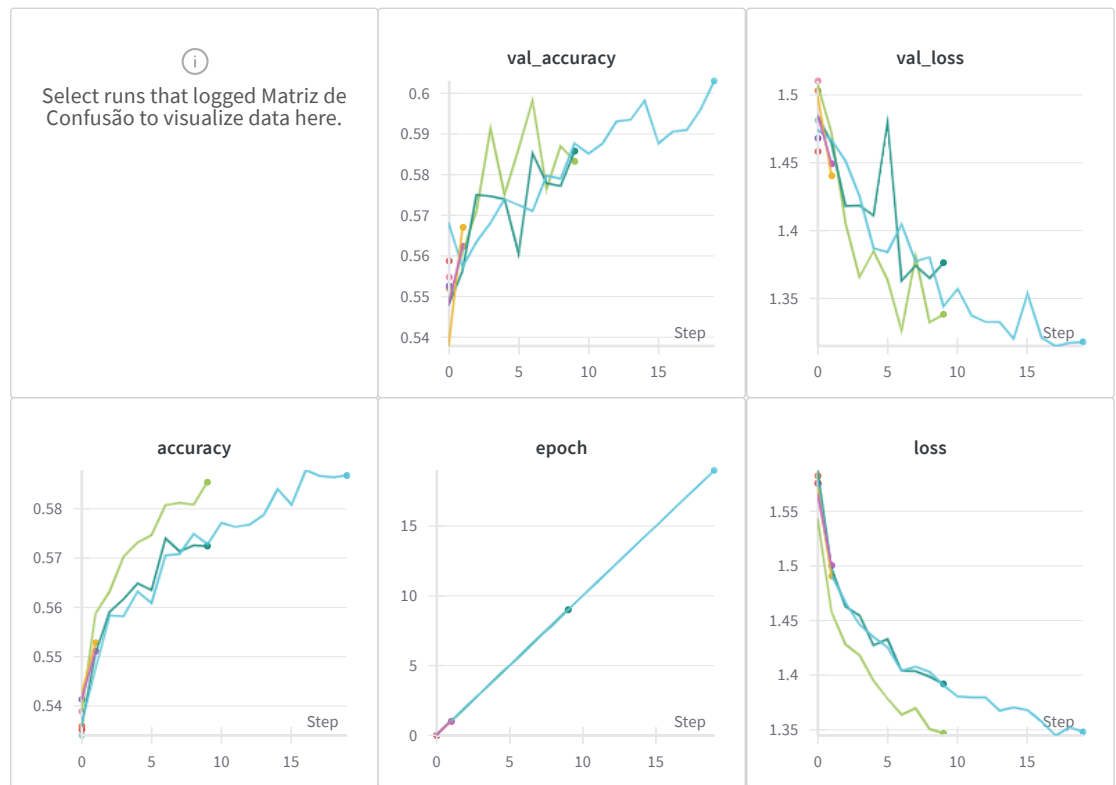 Select runs that logged Matriz de
Confusão to visualize data here.
val_accuracy
0.6
0.59
0.58
0.57
0.56
0.55
0.54
Step
0 5 10 15
val_loss
1.5
1.45
1.4
1.35
Step
0 5 10 15
accuracy
0.58
0.57
0.56
0.55
0.54
Step
0 5 10 15
epoch
15
10
5
0
Step
0 5 10 15
loss
1.55
1.5
1.45
1.4
1.35
Step
0 5 10 15